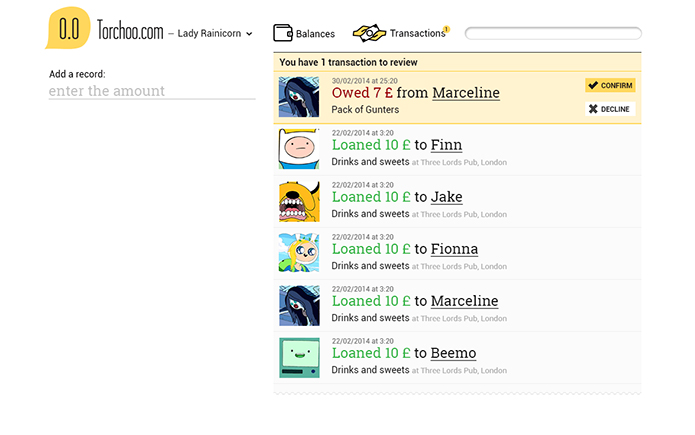 0.0 Torchoo.com – Lady Rainicorn
Balances
Transactions 1
Add a record:
enter the amount
You have 1 transaction to review
30/02/2014 at 25:20
Owed 7 £ from Marceline
Pack of Gunters
CONFIRM
DECLINE
22/02/2014 at 3:20
Loaned 10 £ to Finn
Drinks and sweets at Three Lords Pub, London
22/02/2014 at 3:20
Loaned 10 £ to Jake
Drinks and sweets at Three Lords Pub, London
22/02/2014 at 3:20
Loaned 10 £ to Fionna
Drinks and sweets at Three Lords Pub, London
22/02/2014 at 3:20
Loaned 10 £ to Marceline
Drinks and sweets at Three Lords Pub, London
22/02/2014 at 3:20
Loaned 10 £ to Beemo
Drinks and sweets at Three Lords Pub, London